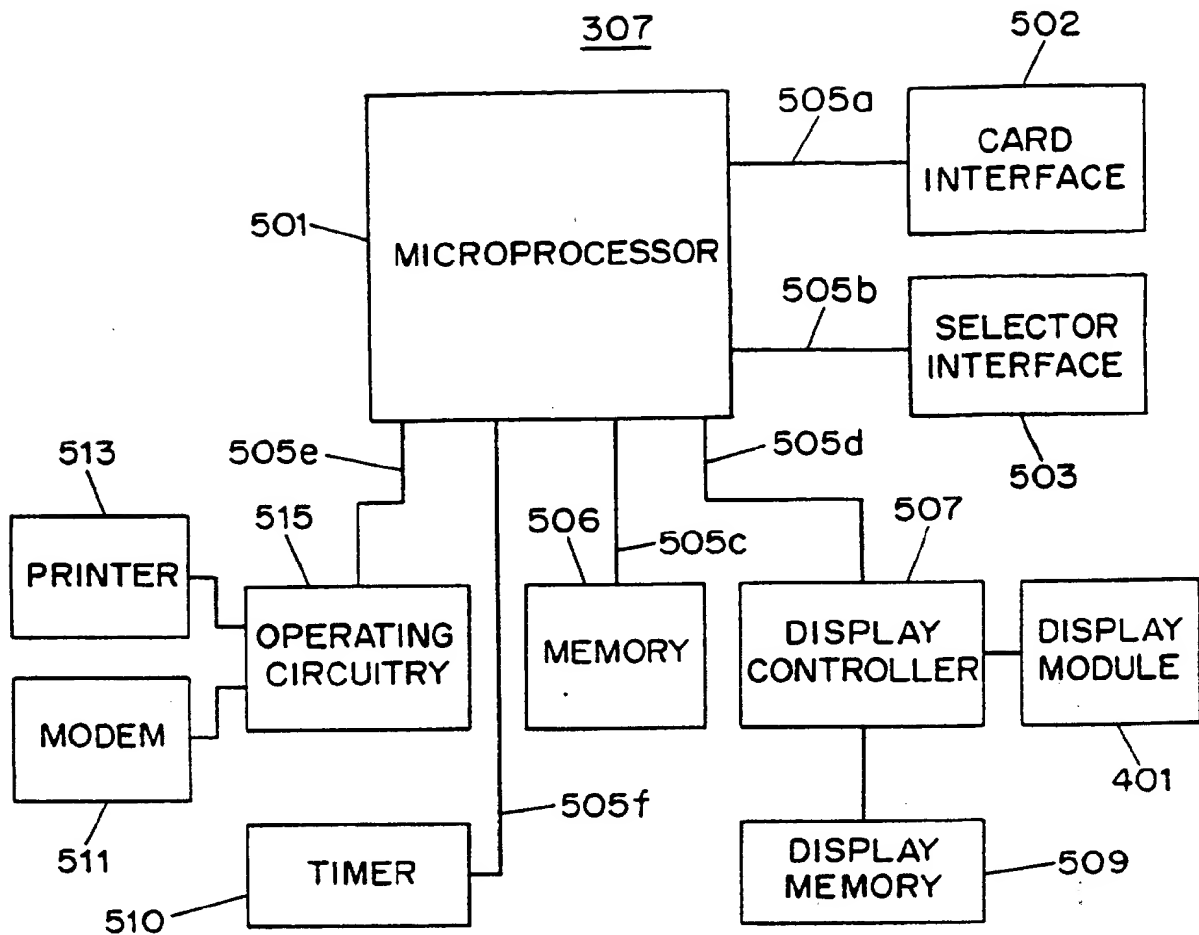 307
502
505a
CARD
INTERFACE
501
MICROPROCESSOR
505b
SELECTOR
INTERFACE
503
513
505e
505d
515
506
505c
507
PRINTER
OPERATING
CIRCUITRY
MEMORY
DISPLAY
CONTROLLER
DISPLAY
MODULE
MODEM
401
511
505f
TIMER
510
DISPLAY
MEMORY
509